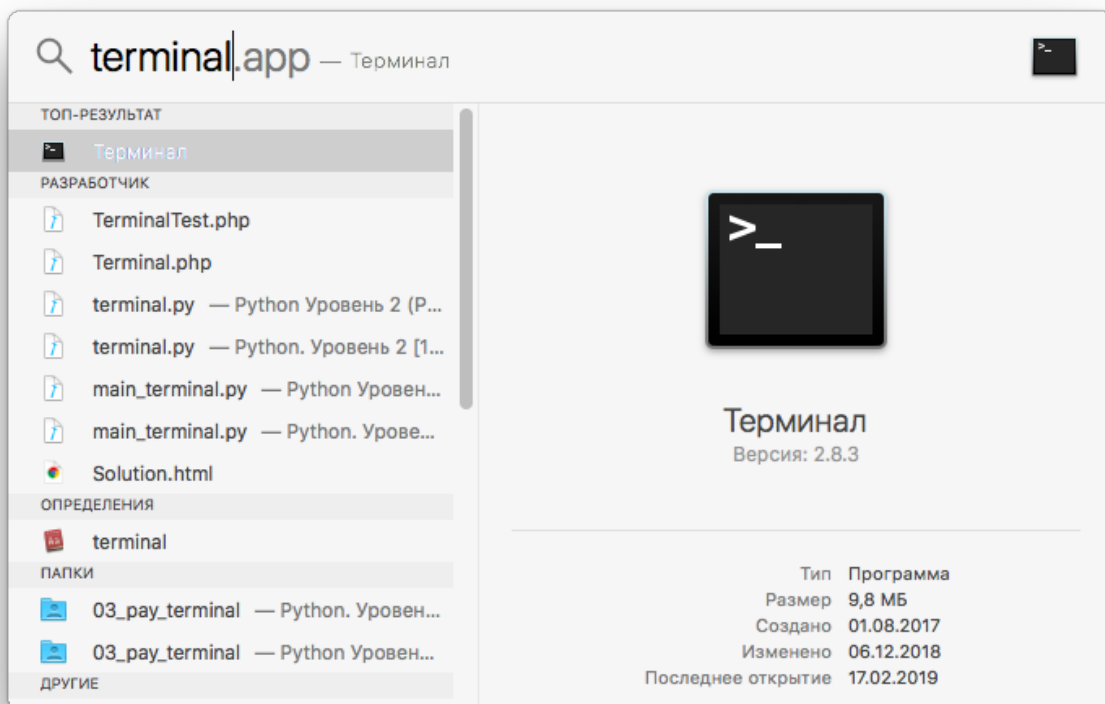 terminal.app — Терминал
ТОП-РЕЗУЛЬТАТ
Терминал
РАЗРАБОТЧИК
TerminalTest.php
Terminal.php
terminal.py — Python Уровень 2 (P...
terminal.py — Python. Уровень 2 [1...
main_terminal.py — Python Уровен...
main_terminal.py — Python. Урове...
Solution.html
ОПРЕДЕЛЕНИЯ
terminal
ПАПКИ
03_pay_terminal — Python. Уровен...
03_pay_terminal — Python Уровен...
ДРУГИЕ
>_
Терминал
Версия: 2.8.3
Тип Программа
Размер 9,8 МБ
Создано 01.08.2017
Изменено 06.12.2018
Последнее открытие 17.02.2019